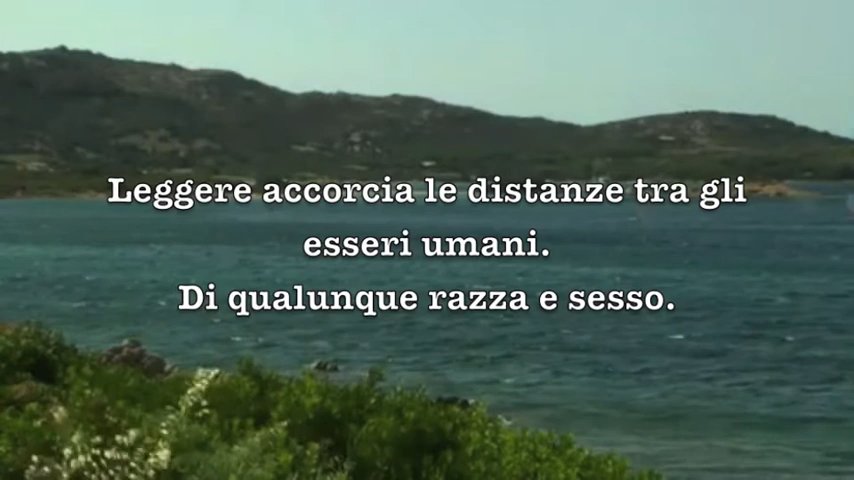 Leggere accorcia le distanze tra gli
esseri umani.
Di qualunque razza e sesso.